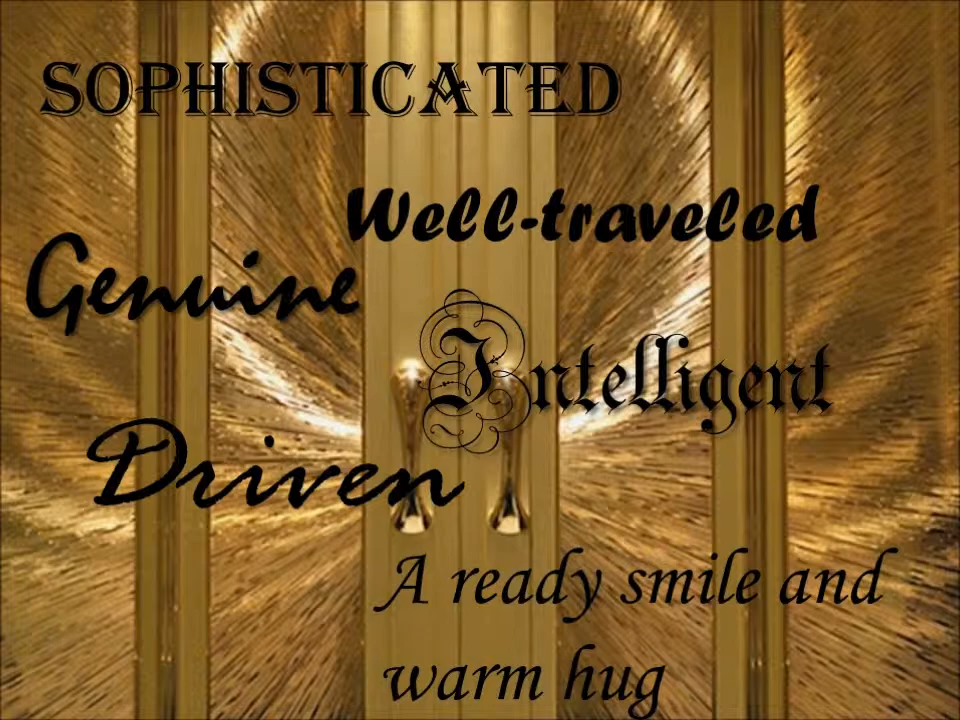 SOPHISTICATED
Well-traveled
Genuine
Intelligent
Driven
A ready smile and
warm hug